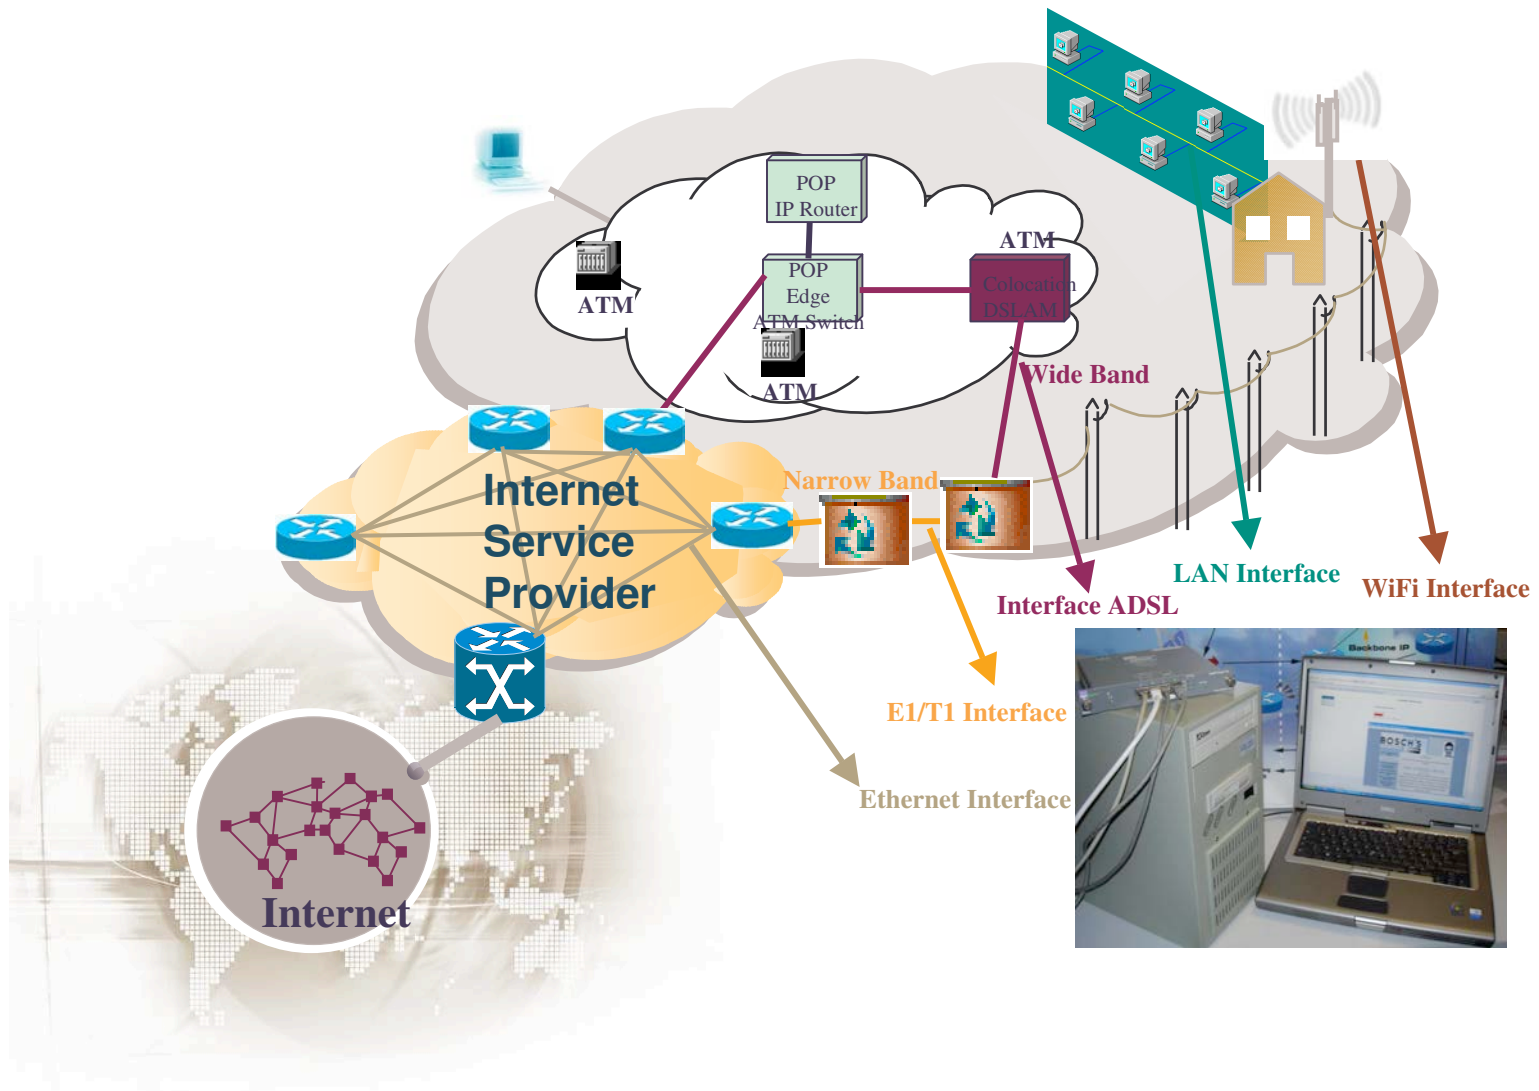 POP
IP Router
ATM
POP
Edge
ATM Switch
Colocation
DSLAM
ATM
ATM
Wide Band
Narrow Band
Internet
Service
Provider
LAN Interface
WiFi Interface
Interface ADSL
E1/T1 Interface
Ethernet Interface
Backbone IP
BOSCH'S
Internet